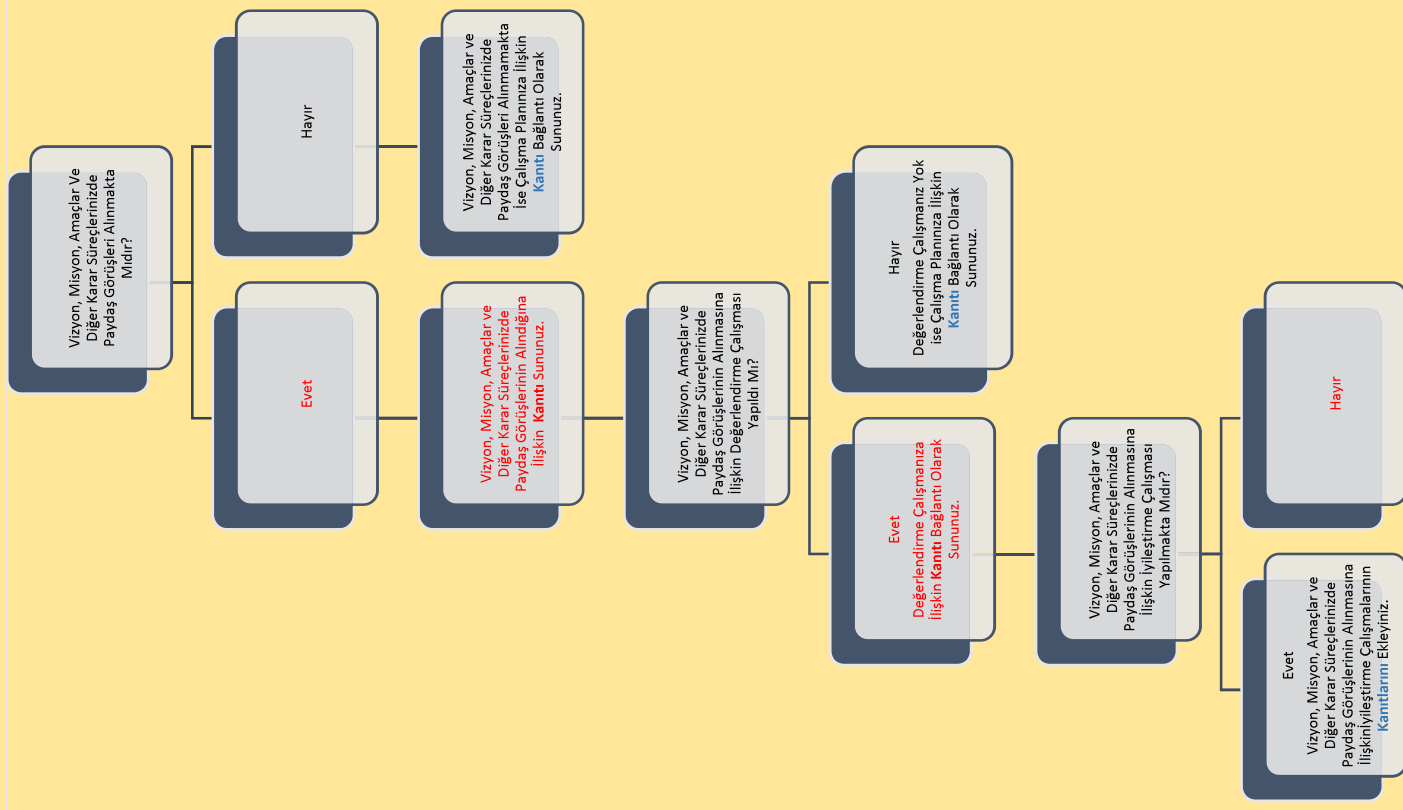 Vizyon, Misyon, Amaçlar Ve
Diğer Karar Süreçlerinizde
Paydaş Görüşleri Alınmakta
Mıdır?
Evet
Hayır
Vizyon, Misyon, Amaçlar ve
Diğer Karar Süreçlerinizde
Paydaş Görüşlerinin Alındığına
İlişkin Kanıtı Sununuz.
Vizyon, Misyon, Amaçlar ve
Diğer Karar Süreçlerinizde
Paydaş Görüşleri Alınmamakta
İse Çalışma Planınıza İlişkin
Kanıtı Bağlantı Olarak
Sununuz.
Vizyon, Misyon, Amaçlar ve
Diğer Karar Süreçlerinizde
Paydaş Görüşlerinin Alınmasına
İlişkin Değerlendirme Çalışması
Yapıldı Mı?
Evet
Değerlendirme Çalışmanıza
İlişkin Kanıtı Bağlantı Olarak
Sununuz.
Hayır
Değerlendirme Çalışmanız Yok
ise Çalışma Planınıza İlişkin
Kanıtı Bağlantı Olarak
Sununuz.
Vizyon, Misyon, Amaçlar ve
Diğer Karar Süreçlerinizde
Paydaş Görüşlerinin Alınmasına
İlişkin İyileştirme Çalışması
Yapılmakta Mıdır?
Evet
Vizyon, Misyon, Amaçlar ve
Diğer Karar Süreçlerinizde
Paydaş Görüşlerinin Alınmasına
İlişkinİyileştirme Çalışmalarının
Kanıtlarını Ekleyiniz.
Hayır